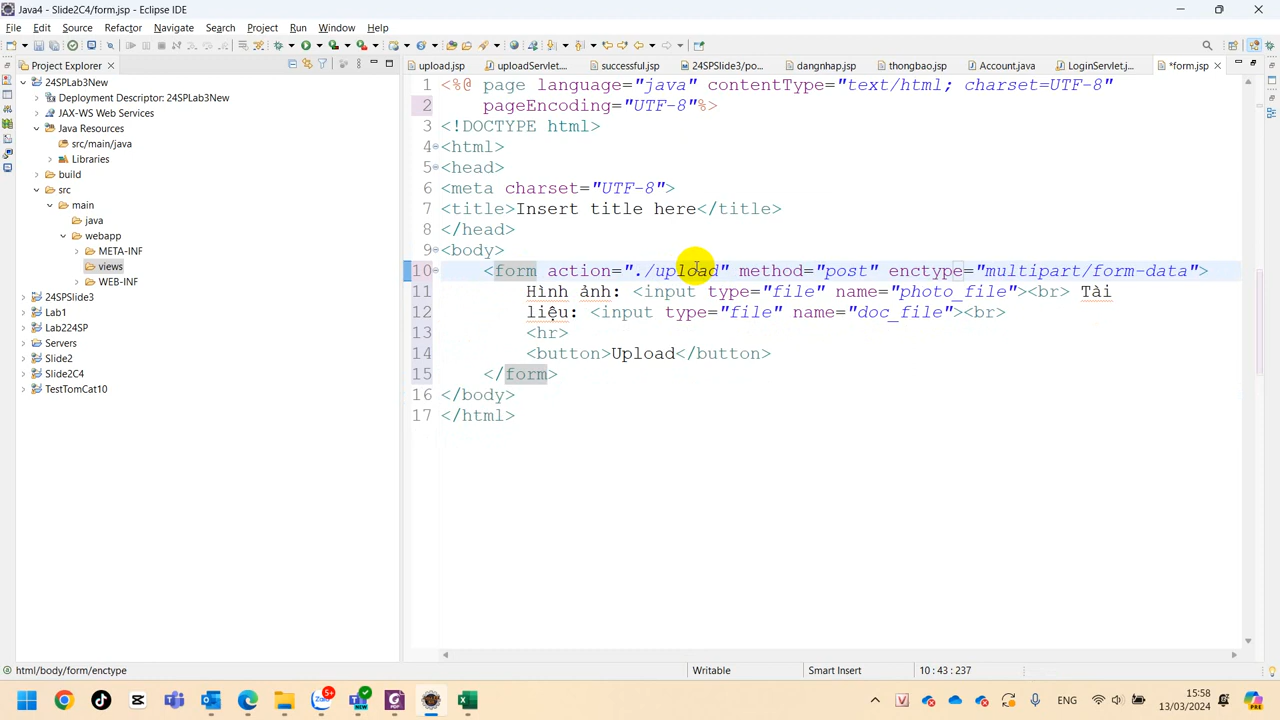 Java4 - Slide2C4/form.jsp - Eclipse IDE
File Edit Source Refactor Navigate Search Project Run Window Help
Project Explorer
upload.jsp uploadServlet.... successful.jsp 24SPSlide3/po... dangnhap.jsp thongbao.jsp Account.java LoginServlet.j... *form.jsp
24SPLab3New
Deployment Descriptor: 24SPLab3New
JAX-WS Web Services
Java Resources
src/main/java
Libraries
build
src
main
java
webapp
META-INF
views
WEB-INF
24SPSlide3
Lab1
Lab224SP
Servers
Slide2
Slide2C4
TestTomCat10
1 <%@ page language="java" contentType="text/html; charset=UTF-8"
2 pageEncoding="UTF-8"%>
3 <!DOCTYPE html>
4 <html>
5 <head>
6 <meta charset="UTF-8">
7 <title>Insert title here</title>
8 </head>
9 <body>
10 <form action="./upload" method="post" enctype="multipart/form-data">
11 Hình ảnh: <input type="file" name="photo_file"><br> Tài
12 liệu: <input type="file" name="doc_file"><br>
13 <hr>
14 <button>Upload</button>
15 </form>
16 </body>
17 </html>
html/body/form/enctype Writable Smart Insert 10 : 43 : 237
5+ NEW PDF ENG 15:58
13/03/2024